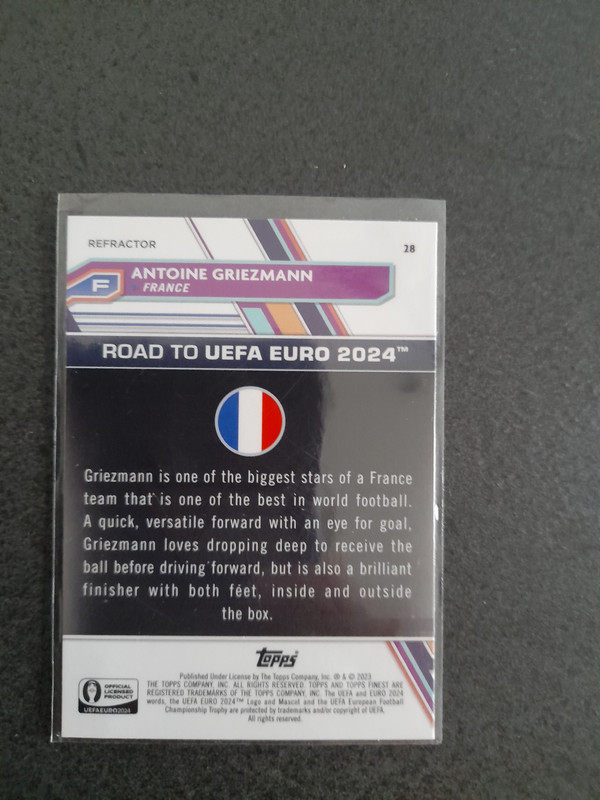 REFRACTOR
28
ANTOINE GRIEZMANN
F
FRANCE
ROAD TO UEFA EURO 2024™
Griezmann is one of the biggest stars of a France
team that is one of the best in world football.
A quick, versatile forward with an eye for goal,
Griezmann loves dropping deep to receive the
ball before driving forward, but is also a brilliant
finisher with both feet, inside and outside
the box.
topps
OFFICIAL
LICENSED
PRODUCT
UEFA EURO2024
Published Under License by The Topps Company, Inc. ® & © 2023
THE TOPPS COMPANY, INC. ALL RIGHTS RESERVED. TOPPS AND TOPPS FINEST ARE
REGISTERED TRADEMARKS OF THE TOPPS COMPANY, INC. The UEFA and EURO 2024
words, the UEFA EURO 2024™ Logo and Mascot and the UEFA European Football
Championship Trophy are protected by trademarks and/or copyright of UEFA.
All rights reserved.